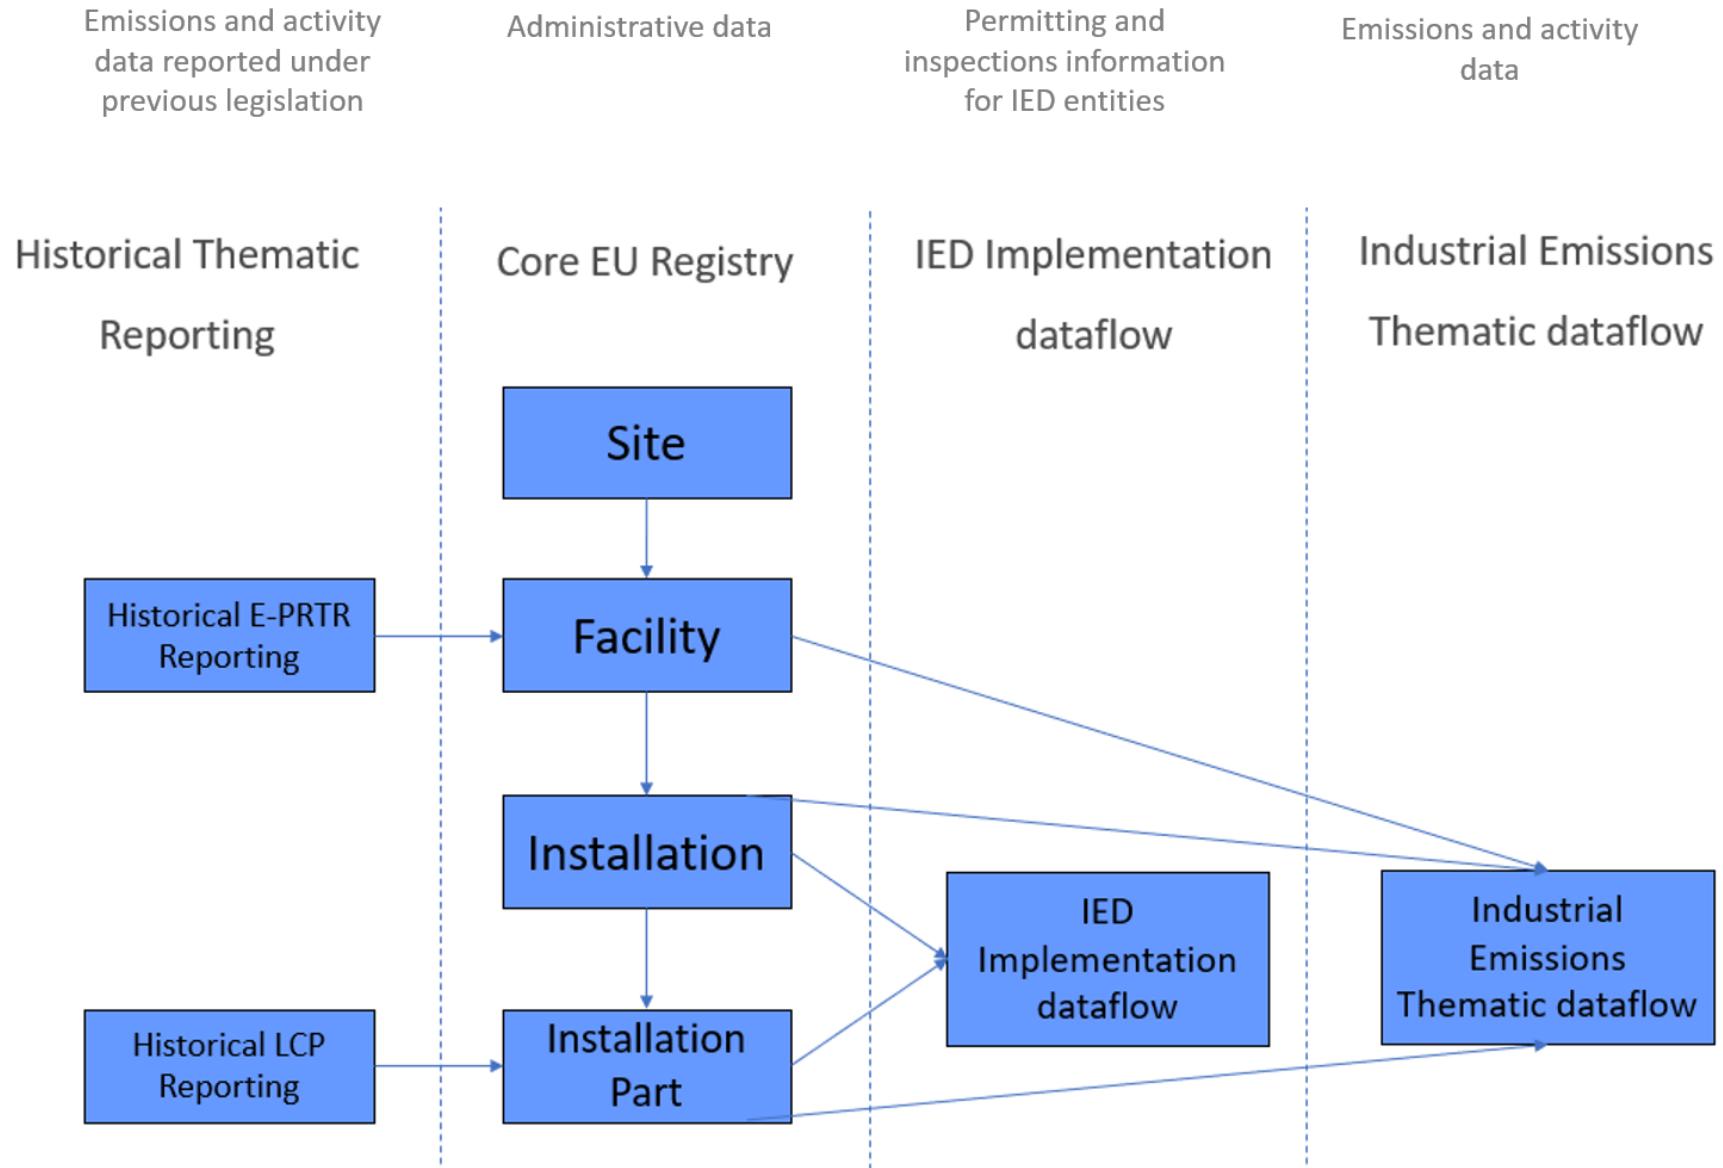 Emissions and activity
data reported under
previous legislation
Administrative data
Permitting and
inspections information
for IED entities
Emissions and activity
data
Historical Thematic
Reporting
Core EU Registry
IED Implementation
dataflow
Industrial Emissions
Thematic dataflow
Site
Historical E-PRTR
Reporting
Facility
Installation
IED
Implementation
dataflow
Industrial
Emissions
Thematic dataflow
Historical LCP
Reporting
Installation
Part